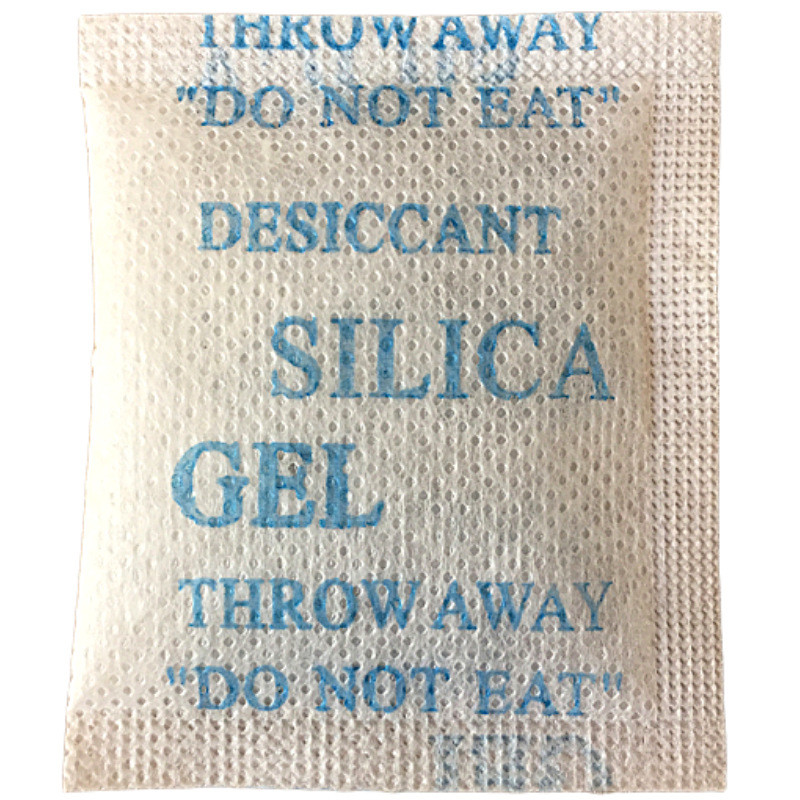 THROW AWAY
"DO NOT EAT"
DESICCANT
SILICA
GEL
THROW AWAY
"DO NOT EAT"